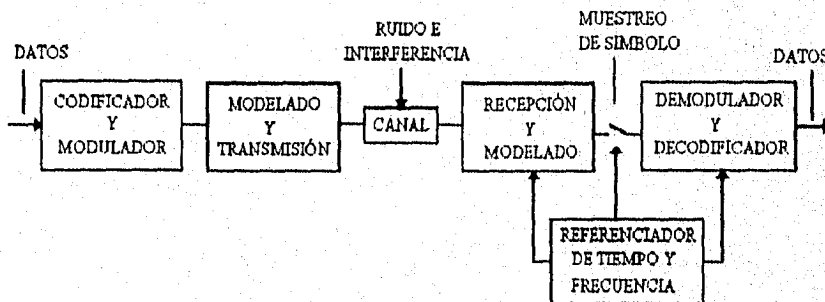 DATOS
CODIFICADOR
Y
MODULADOR
MODELADO
Y
TRANSMISIÓN
RUIDO E
INTERFERENCIA
CANAL
RECEPCIÓN
Y
MODELADO
MUESTREO
DE SIMBOLO
DEMODULADOR
Y
DECODIFICADOR
DATOS
REFERENCIADOR
DE TIEMPO Y
FRECUENCIA